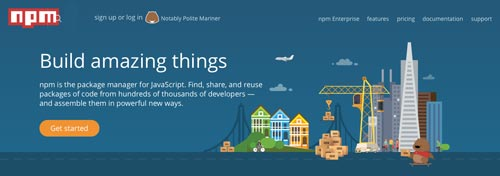 npm
sign up or log in
Notably Polite Mariner
npm Enterprise features pricing documentation support
Build amazing things
npm is the package manager for JavaScript. Find, share, and reuse
packages of code from hundreds of thousands of developers —
and assemble them in powerful new ways.
Get started